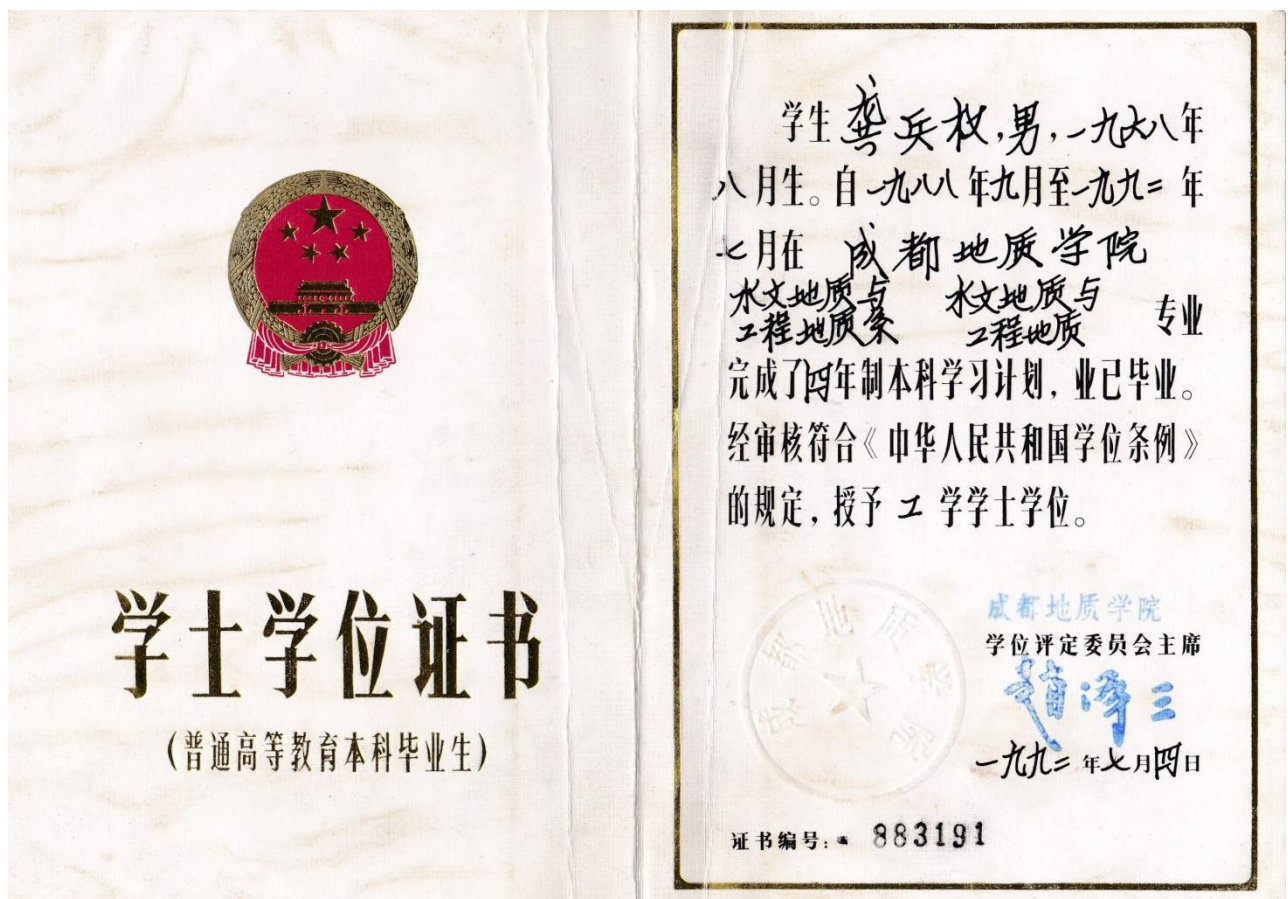 学士学位证书
(普通高等教育本科毕业生)
学生龚兵权,男,一九六八年
八月生。自一九八八年九月至一九九二年
七月在 成都地质学院
水文地质与 水文地质与
工程地质系 工程地质 专业
完成了四年制本科学习计划,业已毕业。
经审核符合《中华人民共和国学位条例》
的规定,授予 工 学学士学位。
成都地质学院
成都地质学院
学位评定委员会主席
一九九二年七月四日
证书编号: 883191